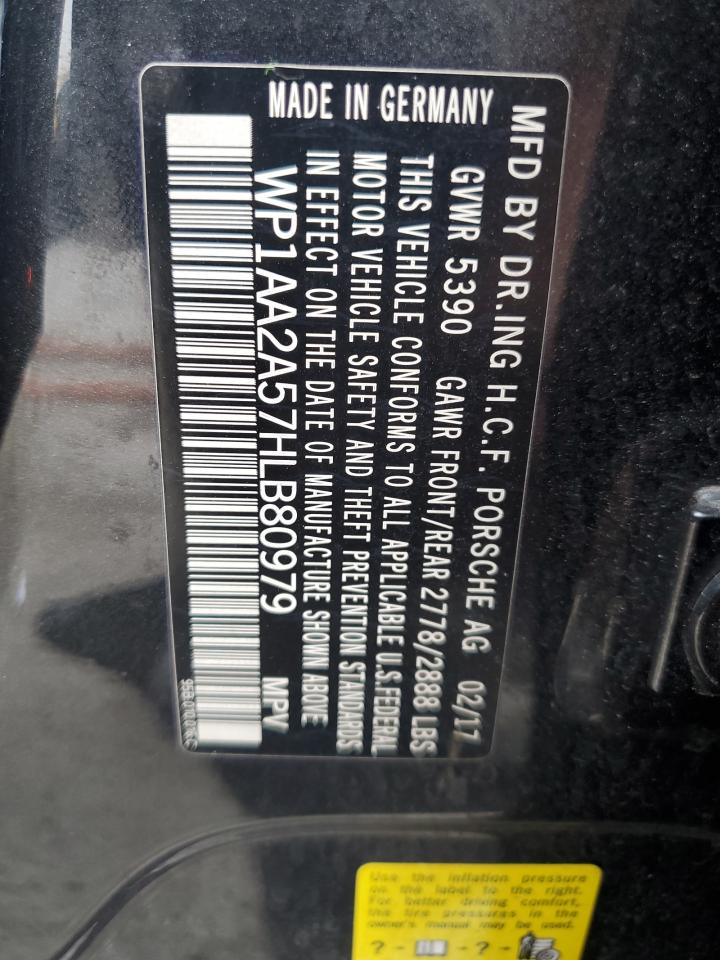 MFD BY DR.ING H.C.F. PORSCHE AG 02/17
GVWR 5390 GAWR FRONT/REAR 2778/2888 LBS
THIS VEHICLE CONFORMS TO ALL APPLICABLE U.S.FEDERAL
MOTOR VEHICLE SAFETY AND THEFT PREVENTION STANDARDS
IN EFFECT ON THE DATE OF MANUFACTURE SHOWN ABOVE
WP1AA2A57HLB80979 MPV
MADE IN GERMANY
Use the inflation pressure
on the label to the right.
For better driving comfort,
the tire pressures in the
owner's manual may be used.
? - - ? -